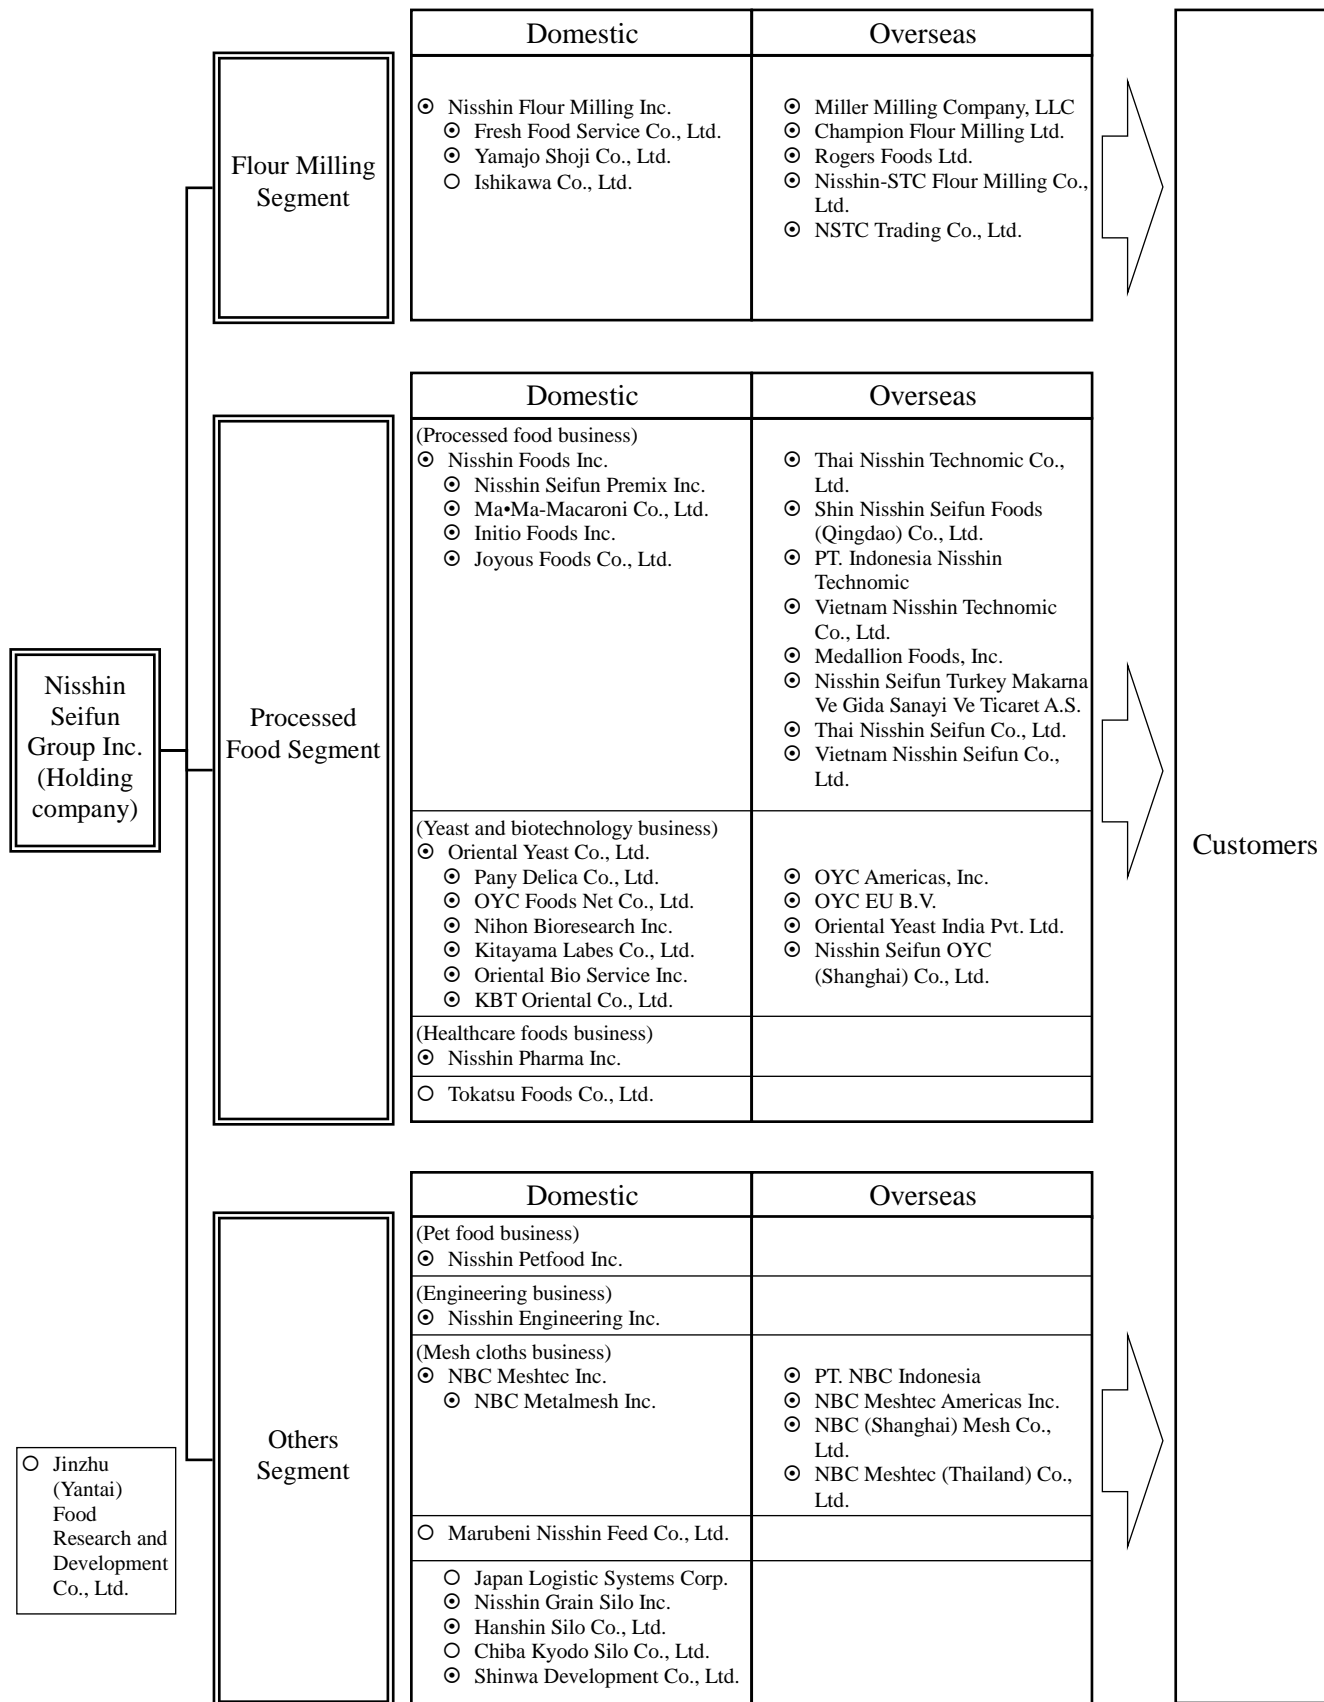 Nisshin
Seifun
Group Inc.
(Holding
company)
○ Jinzhu
(Yantai)
Food
Research and
Development
Co., Ltd.
Flour Milling
Segment
Domestic
Overseas
◉ Nisshin Flour Milling Inc.
◉ Fresh Food Service Co., Ltd.
◉ Yamajo Shoji Co., Ltd.
○ Ishikawa Co., Ltd.
◉ Miller Milling Company, LLC
◉ Champion Flour Milling Ltd.
◉ Rogers Foods Ltd.
◉ Nisshin-STC Flour Milling Co.,
Ltd.
◉ NSTC Trading Co., Ltd.
Processed
Food Segment
Domestic
Overseas
(Processed food business)
◉ Nisshin Foods Inc.
◉ Nisshin Seifun Premix Inc.
◉ Ma•Ma-Macaroni Co., Ltd.
◉ Initio Foods Inc.
◉ Joyous Foods Co., Ltd.
◉ Thai Nisshin Technomic Co.,
Ltd.
◉ Shin Nisshin Seifun Foods
(Qingdao) Co., Ltd.
◉ PT. Indonesia Nisshin
Technomic
◉ Vietnam Nisshin Technomic
Co., Ltd.
◉ Medallion Foods, Inc.
◉ Nisshin Seifun Turkey Makarna
Ve Gida Sanayi Ve Ticaret A.S.
◉ Thai Nisshin Seifun Co., Ltd.
◉ Vietnam Nisshin Seifun Co.,
Ltd.
(Yeast and biotechnology business)
◉ Oriental Yeast Co., Ltd.
◉ Pany Delica Co., Ltd.
◉ OYC Foods Net Co., Ltd.
◉ Nihon Bioresearch Inc.
◉ Kitayama Labes Co., Ltd.
◉ Oriental Bio Service Inc.
◉ KBT Oriental Co., Ltd.
◉ OYC Americas, Inc.
◉ OYC EU B.V.
◉ Oriental Yeast India Pvt. Ltd.
◉ Nisshin Seifun OYC
(Shanghai) Co., Ltd.
(Healthcare foods business)
◉ Nisshin Pharma Inc.
○ Tokatsu Foods Co., Ltd.
Others
Segment
Domestic
Overseas
(Pet food business)
◉ Nisshin Petfood Inc.
(Engineering business)
◉ Nisshin Engineering Inc.
(Mesh cloths business)
◉ NBC Meshtec Inc.
◉ NBC Metalmesh Inc.
◉ PT. NBC Indonesia
◉ NBC Meshtec Americas Inc.
◉ NBC (Shanghai) Mesh Co.,
Ltd.
◉ NBC Meshtec (Thailand) Co.,
Ltd.
○ Marubeni Nisshin Feed Co., Ltd.
○ Japan Logistic Systems Corp.
◉ Nisshin Grain Silo Inc.
◉ Hanshin Silo Co., Ltd.
○ Chiba Kyodo Silo Co., Ltd.
◉ Shinwa Development Co., Ltd.
Customers